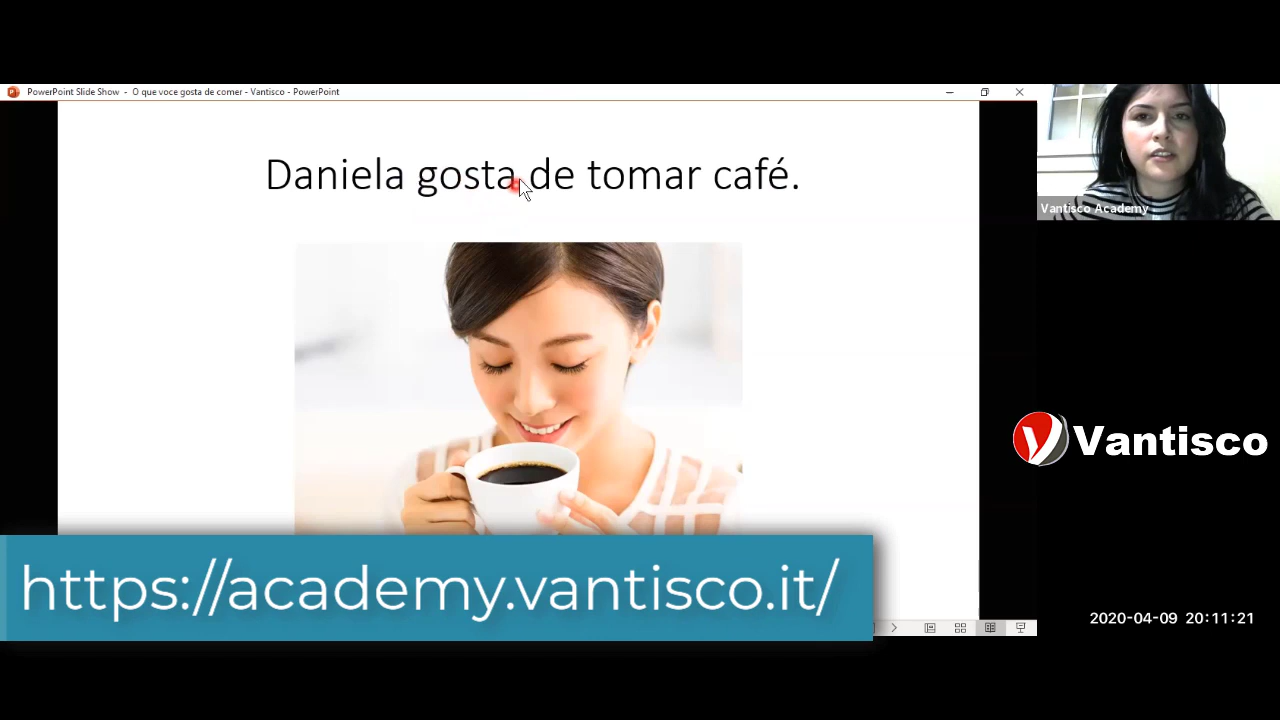 PowerPoint Slide Show - O que voce gosta de comer - Vantisco - PowerPoint
Daniela gosta de tomar café.
Vantisco Academy
Vantisco
https://academy.vantisco.it/
2020-04-09 20:11:21